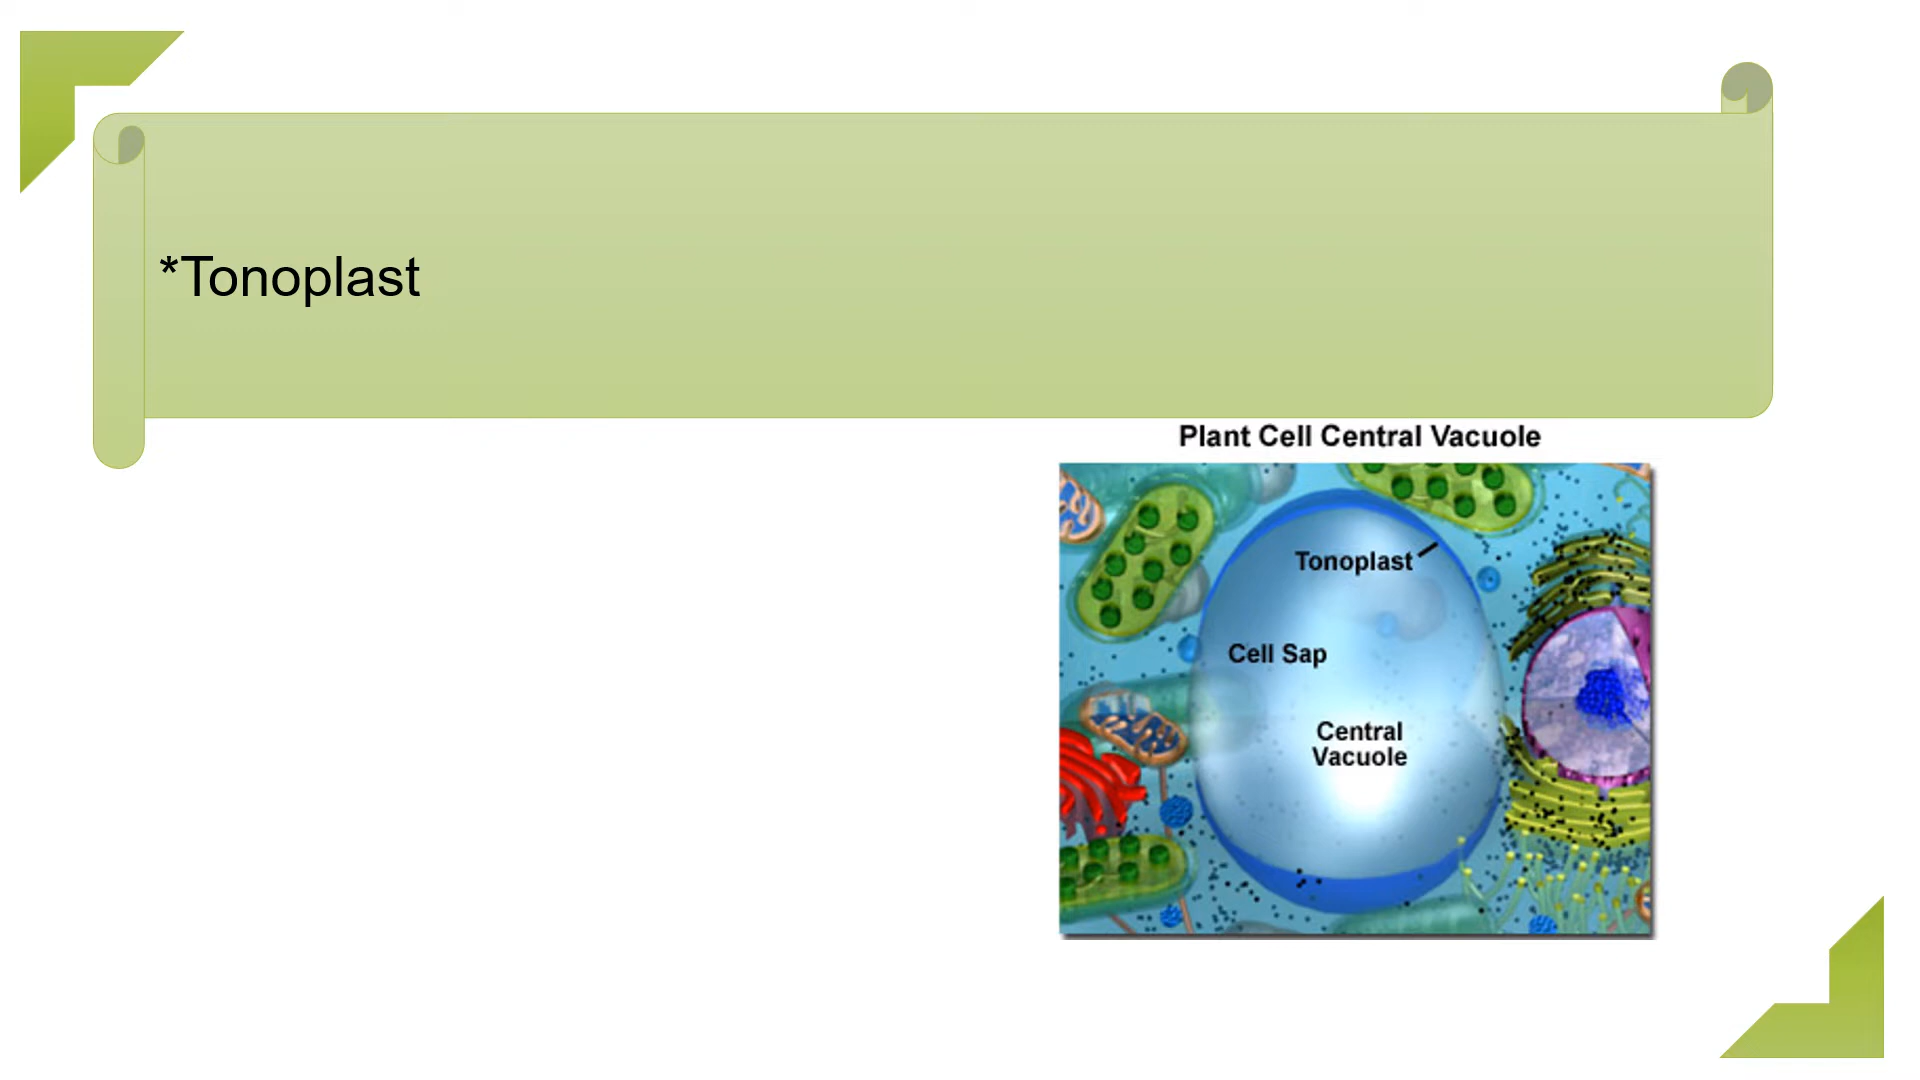 *Tonoplast
Plant Cell Central Vacuole
Tonoplast
Cell Sap
Central
Vacuole